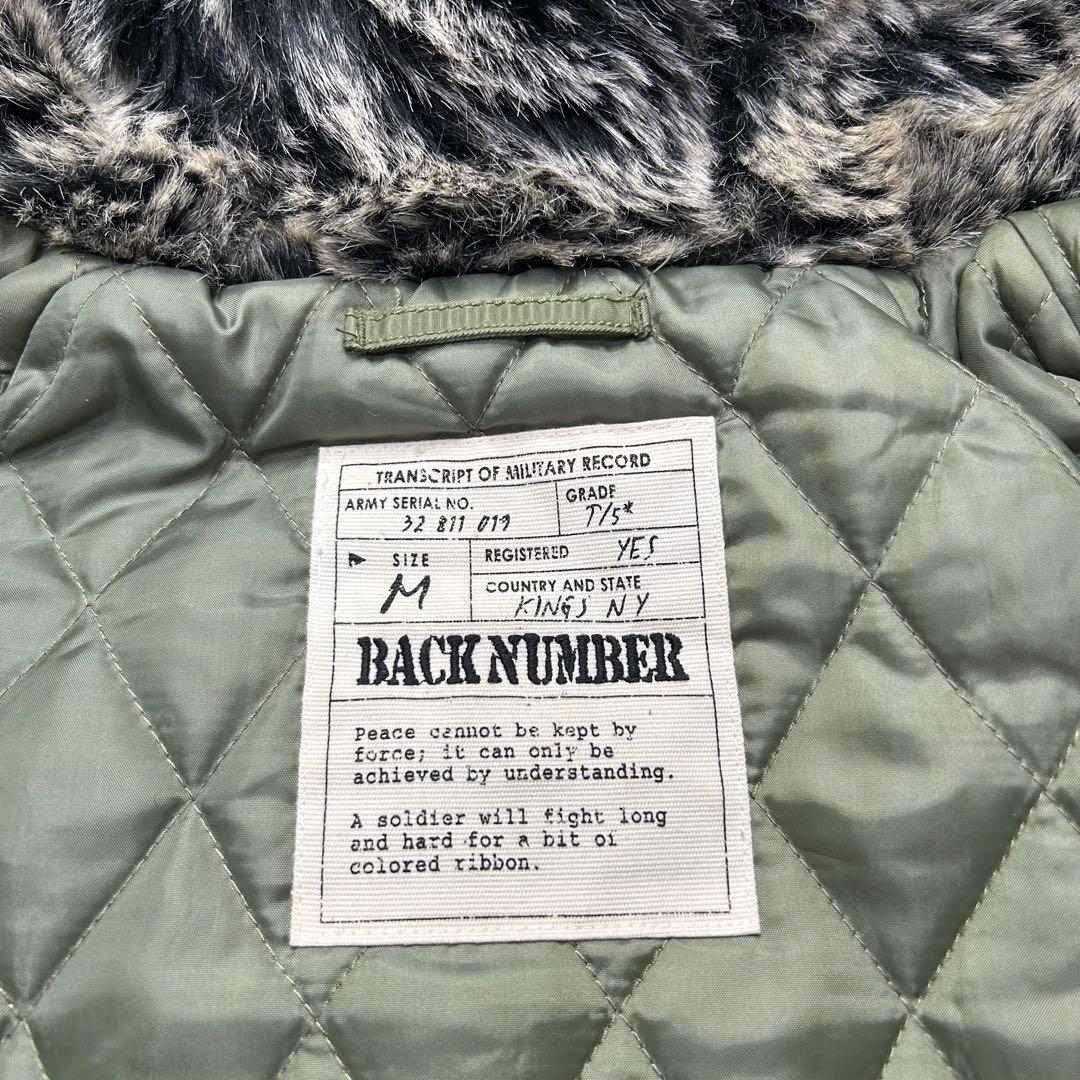 TRANSCRIPT OF MILITARY RECORD
ARMY SERIAL NO.
32 811 019
GRADE
T/5*
SIZE
M
REGISTERED YES
COUNTRY AND STATE
KINGS NY
BACK NUMBER
Peace cannot be kept by
force; it can only be
achieved by understanding.
A soldier will fight long
and hard for a bit of
colored ribbon.